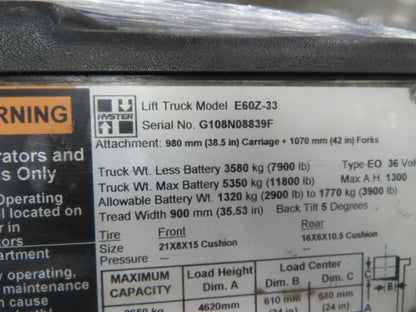 HYSTER
Lift Truck Model E60Z-33
Serial No. G108N08839F
Attachment: 980 mm (38.5 in) Carriage + 1070 mm (42 in) Forks
Truck Wt. Less Battery 3580 kg (7900 lb) Type EO 36 Volt
Truck Wt. Max Battery 5350 kg (11800 lb) Max A.H. 1300
Allowable Battery Wt. 1320 kg (2900 lb) to 1770 kg (3900 lb)
Tread Width 900 mm (35.53 in) Back Tilt 5 Degrees
Tire Front Rear
Size 21X8X15 Cushion 16X6X10.5 Cushion
Pressure --- ---
MAXIMUM CAPACITY
Load Height Dim. A
Load Center
Dim. B Dim. C
4620mm 610 mm 610 mm
(24 in) (24 in)
C
B
A
RNING
rators and
s Only
Operating
l located on
r in
tors
partment
y operating,
maintenance
n cause